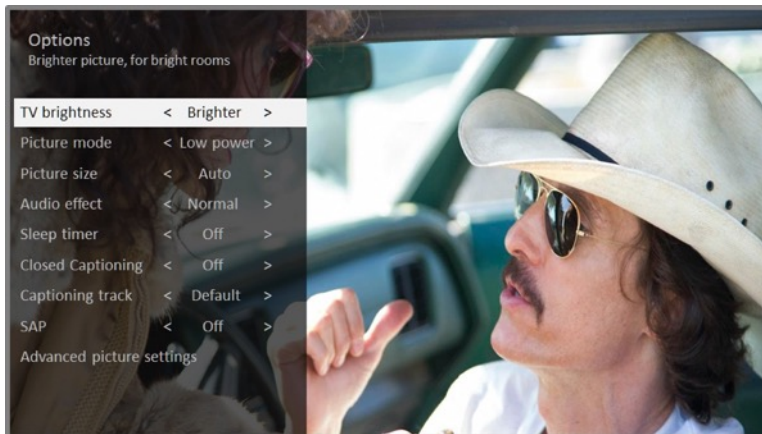 Options
Brighter picture, for bright rooms
TV brightness < Brighter >
Picture mode < Low power >
Picture size < Auto >
Audio effect < Normal >
Sleep timer < Off >
Closed Captioning < Off >
Captioning track < Default >
SAP < Off >
Advanced picture settings